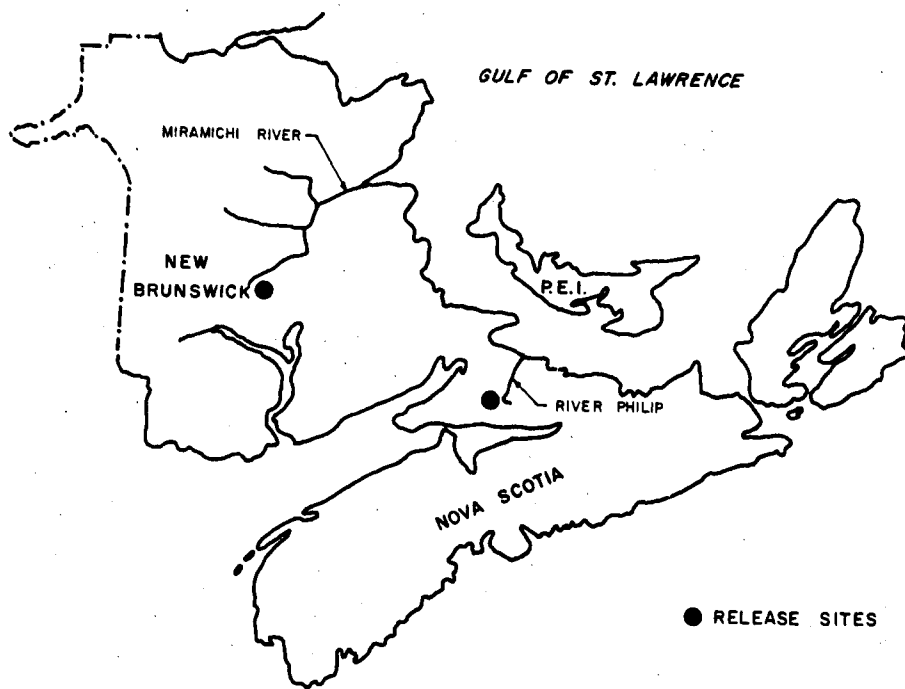 GULF OF ST. LAWRENCE
MIRAMICHI RIVER
NEW
BRUNSWICK
P.E.I.
RIVER PHILIP
NOVA SCOTIA
RELEASE SITES